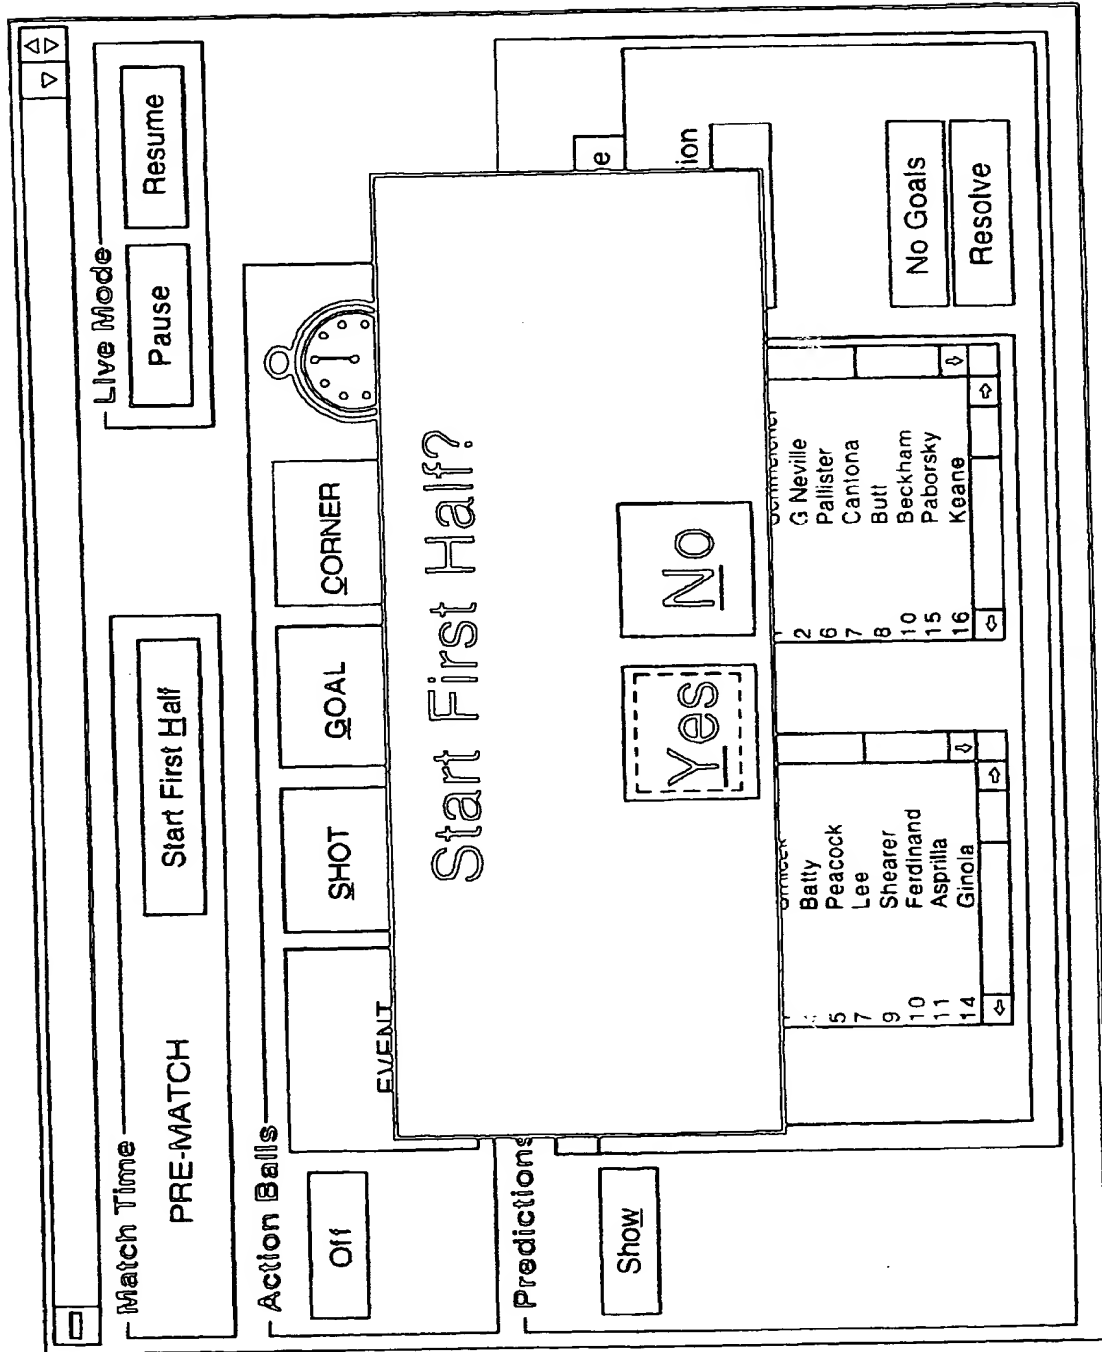 Match Time
PRE-MATCH
Start First Half
Live Mode
Pause
Resume
Action Balls
Off
EVENT
SHOT
GOAL
CORNER
Start First Half?
Yes
No
Predictions
Show
e
ion
5
7
9
10
11
14
Batty
Peacock
Lee
Shearer
Ferdinand
Asprilla
Ginola
2
6
7
8
10
15
16
G Neville
Pallister
Cantona
Butt
Beckham
Paborsky
Keane
No Goals
Resolve